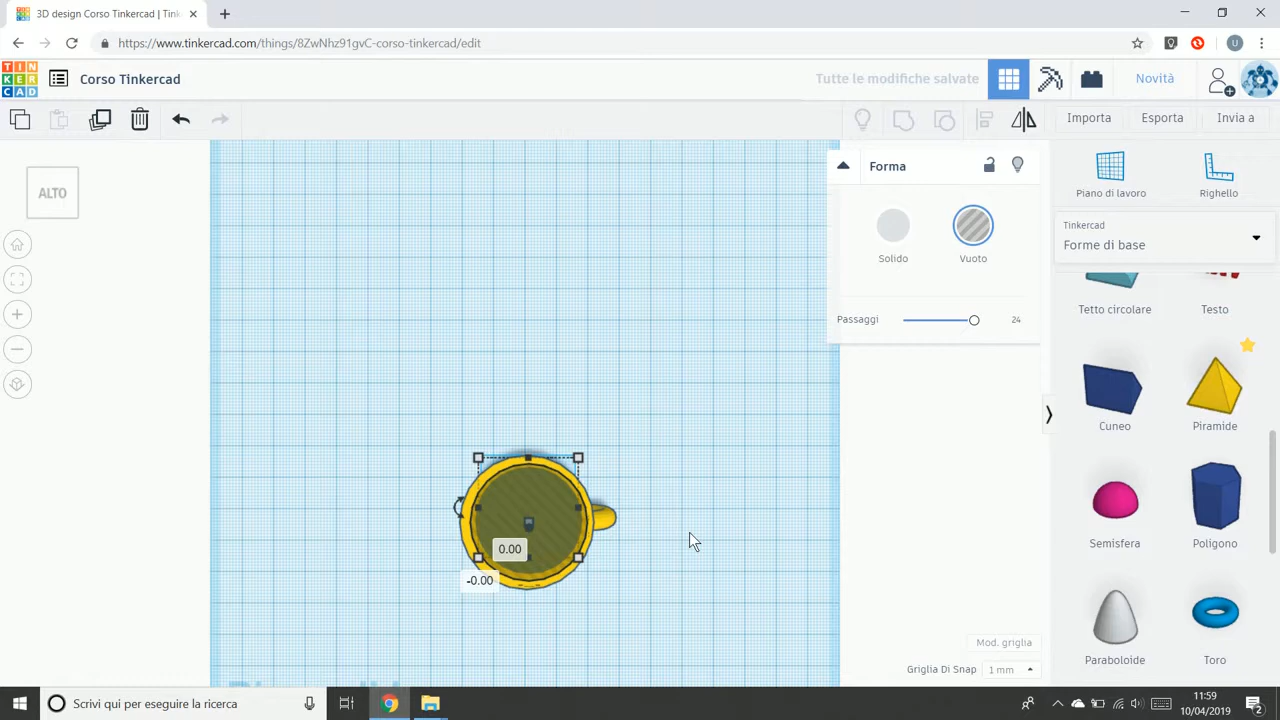 3D design Corso Tinkercad | Tink
https://www.tinkercad.com/things/8ZwNhz91gvC-corso-tinkercad/edit
U
TIN
KER
CAD
Corso Tinkercad
Tutte le modifiche salvate
Novità
Importa
Esporta
Invia a
ALTO
Forma
Solido
Vuoto
Passaggi
24
Piano di lavoro
Righello
Tinkercad
Forme di base
Tetto circolare
Testo
Cuneo
Piramide
Semisfera
Poligono
Paraboloide
Toro
0.00
-0.00
Mod. griglia
Griglia Di Snap
1 mm
Scrivi qui per eseguire la ricerca
11:59
10/04/2019
2